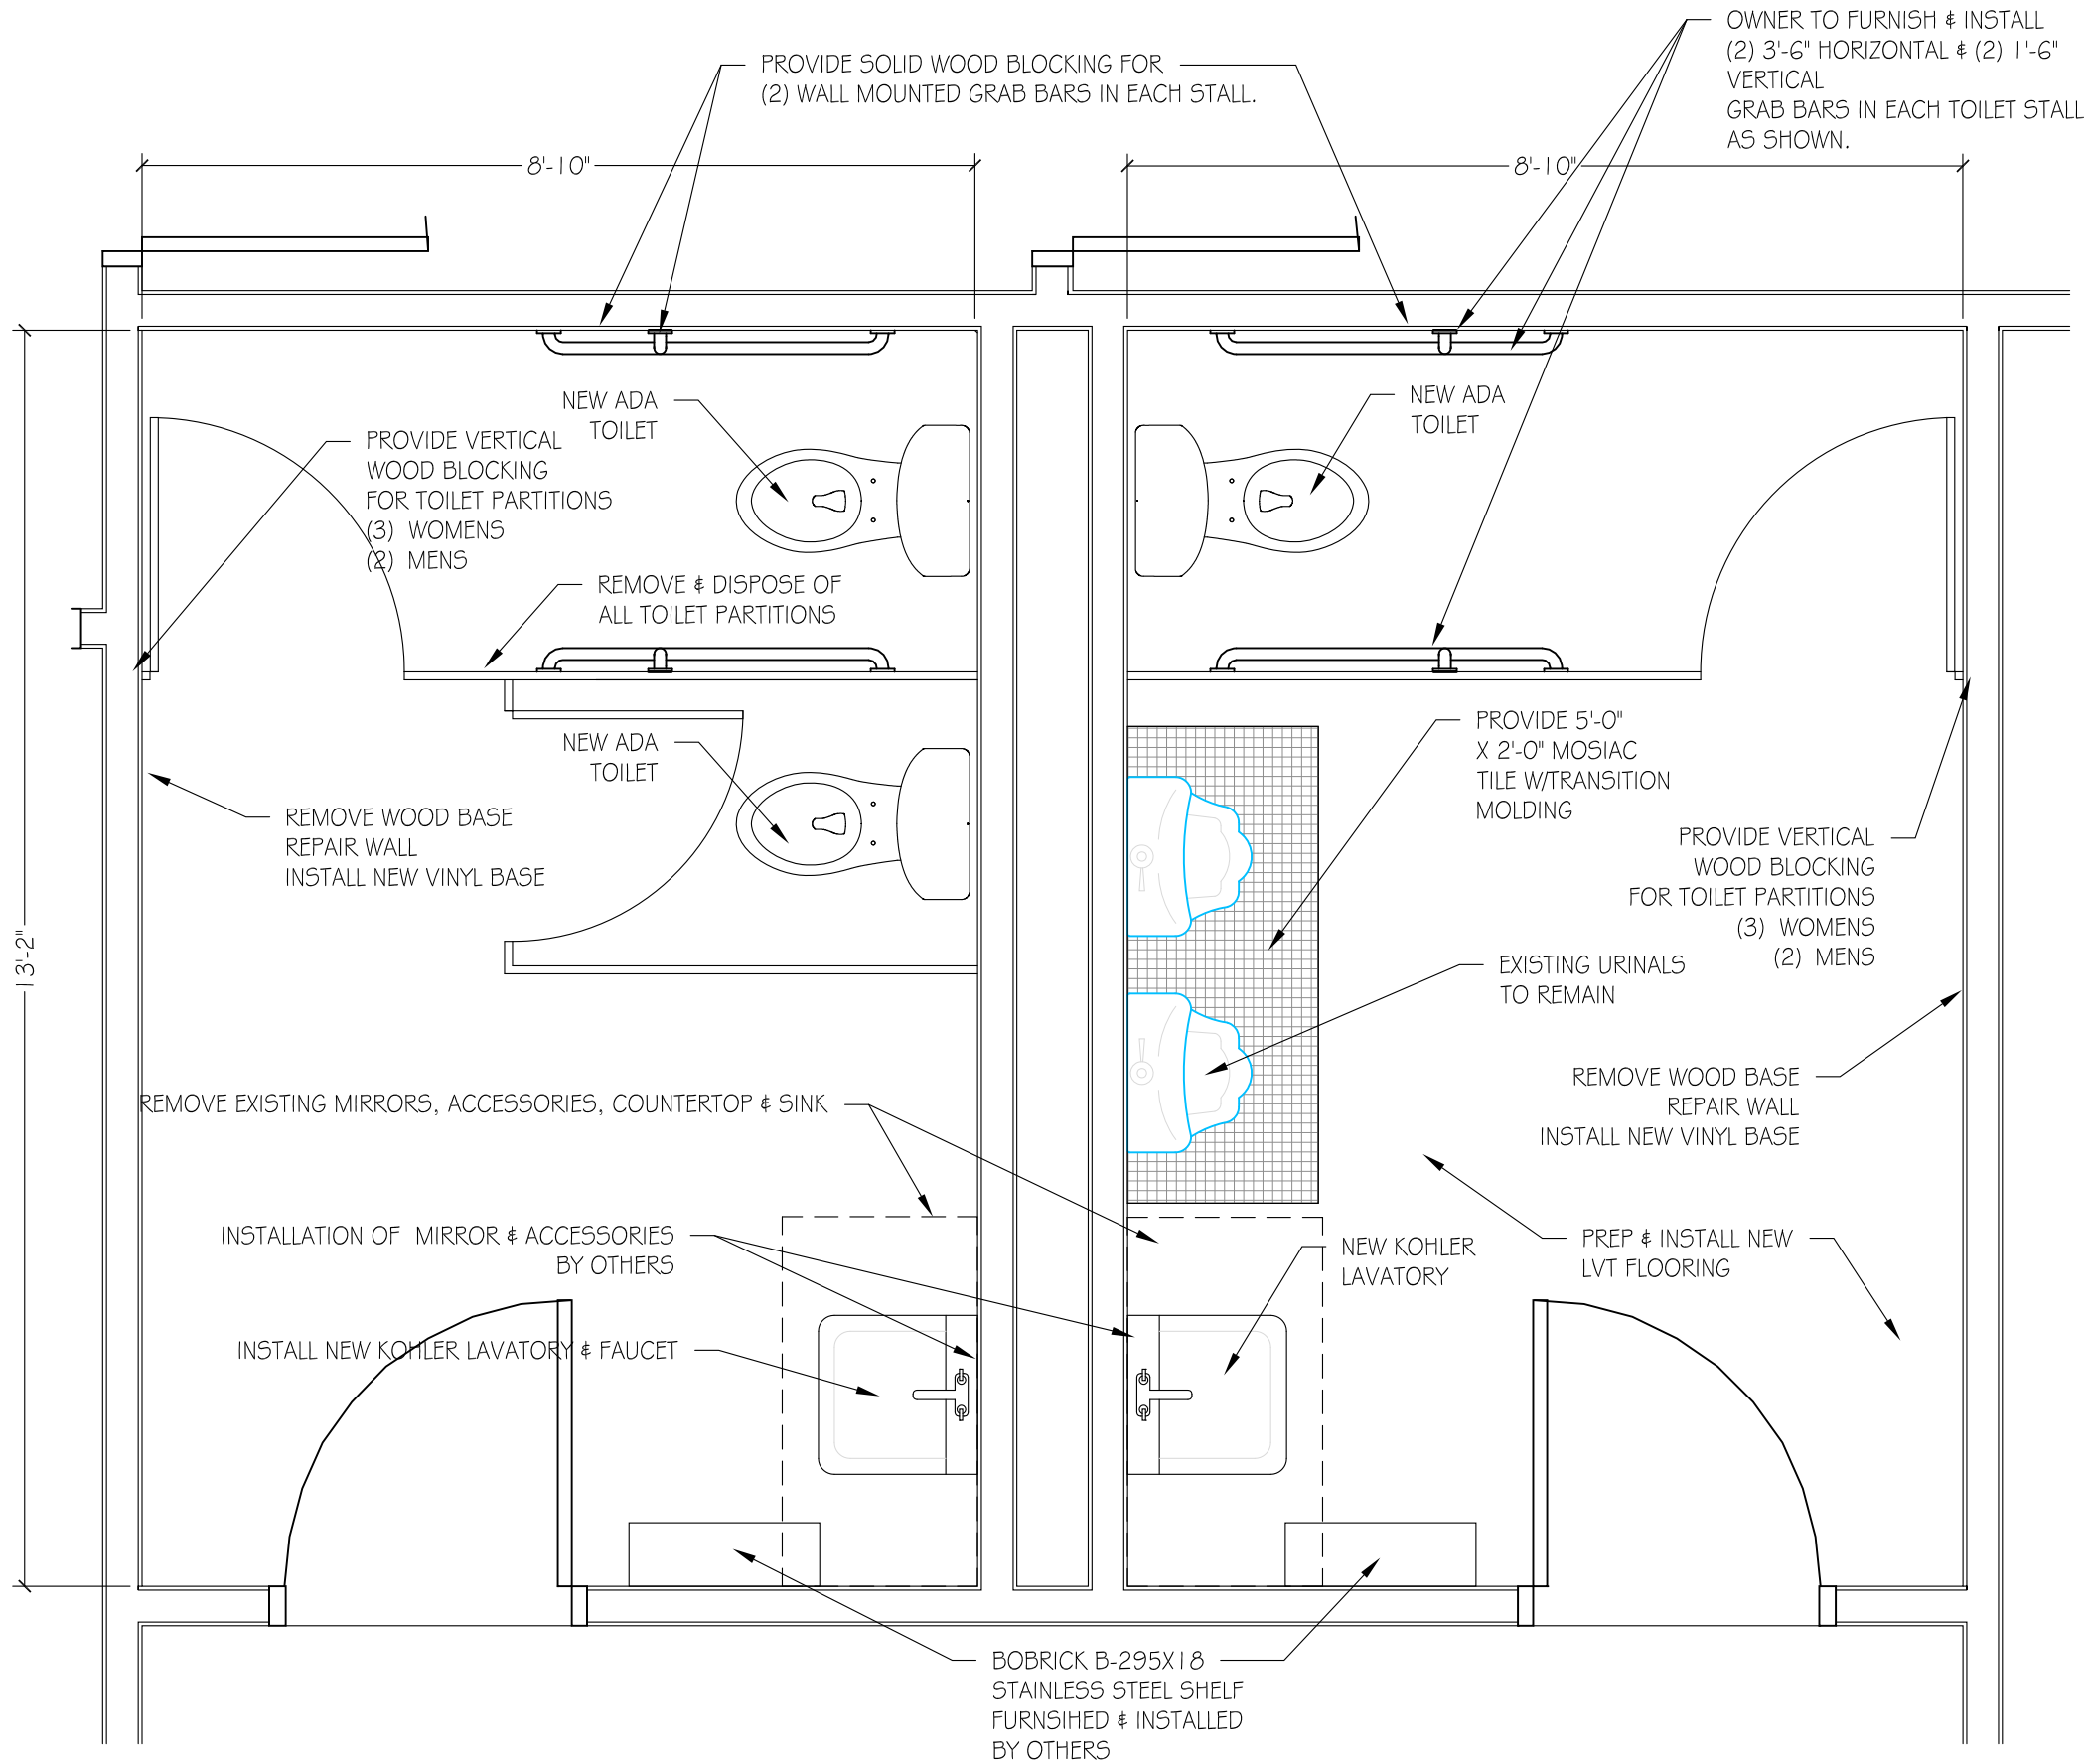 OWNER TO FURNISH & INSTALL
(2) 3'-6" HORIZONTAL & (2) 1'-6"
VERTICAL
GRAB BARS IN EACH TOILET STALL
AS SHOWN.
PROVIDE SOLID WOOD BLOCKING FOR
(2) WALL MOUNTED GRAB BARS IN EACH STALL.
8'-10"
8'-10"
NEW ADA
TOILET
NEW ADA
TOILET
PROVIDE VERTICAL
WOOD BLOCKING
FOR TOILET PARTITIONS
(3) WOMENS
(2) MENS
REMOVE & DISPOSE OF
ALL TOILET PARTITIONS
NEW ADA
TOILET
PROVIDE 5'-0"
X 2'-0" MOSIAC
TILE W/TRANSITION
MOLDING
REMOVE WOOD BASE
REPAIR WALL
INSTALL NEW VINYL BASE
PROVIDE VERTICAL
WOOD BLOCKING
FOR TOILET PARTITIONS
(3) WOMENS
(2) MENS
13'-2"
EXISTING URINALS
TO REMAIN
REMOVE WOOD BASE
REPAIR WALL
INSTALL NEW VINYL BASE
REMOVE EXISTING MIRRORS, ACCESSORIES, COUNTERTOP & SINK
INSTALLATION OF MIRROR & ACCESSORIES
BY OTHERS
NEW KOHLER
LAVATORY
PREP & INSTALL NEW
LVT FLOORING
INSTALL NEW KOHLER LAVATORY & FAUCET
BOBRICK B-295X18
STAINLESS STEEL SHELF
FURNSIHED & INSTALLED
BY OTHERS